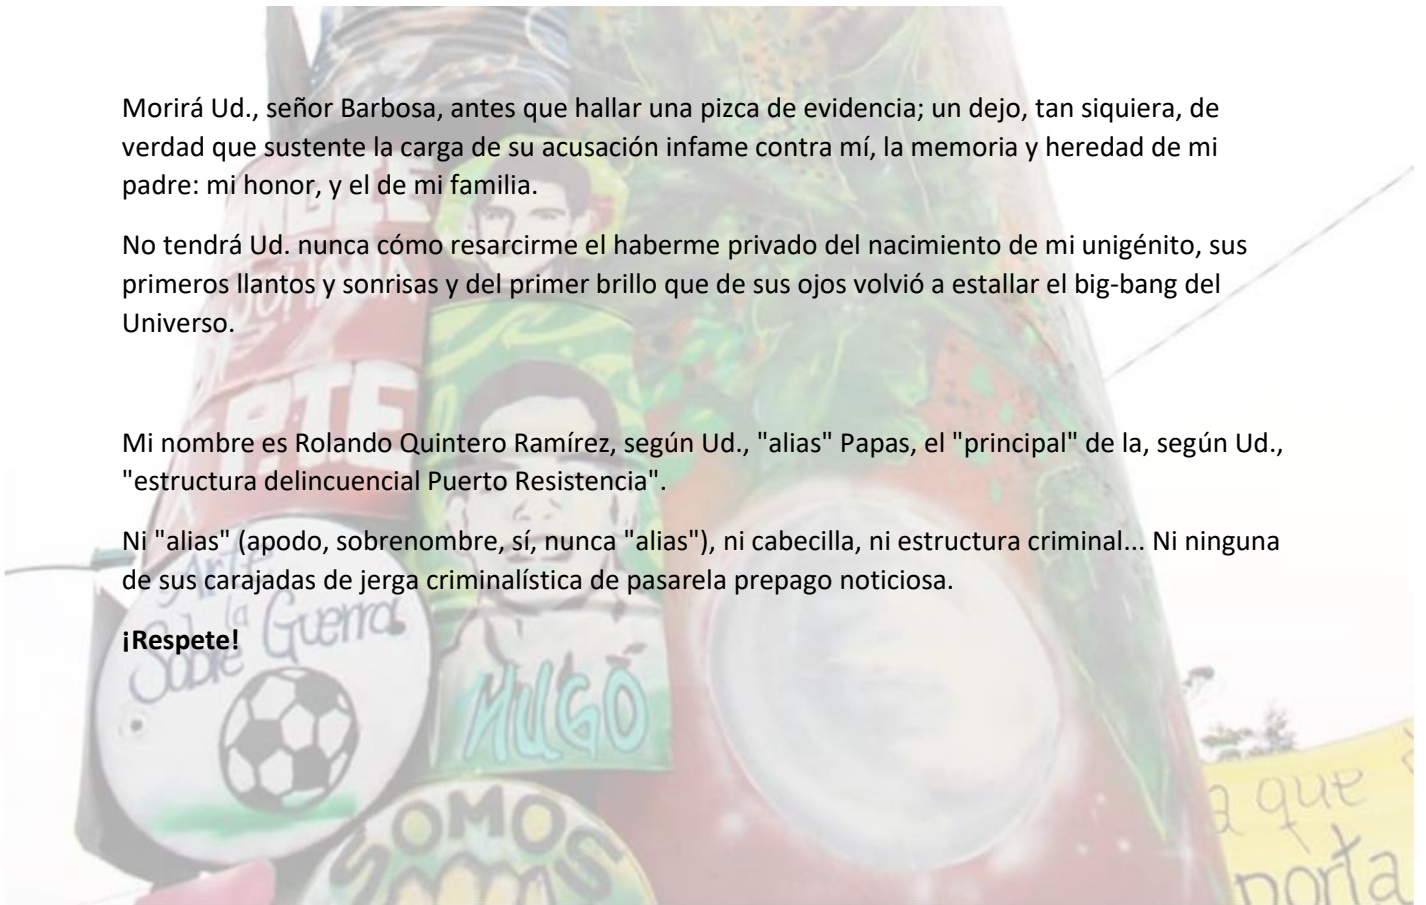 Morirá Ud., señor Barbosa, antes que hallar una pizca de evidencia; un dejo, tan siquiera, de
verdad que sustente la carga de su acusación infame contra mí, la memoria y heredad de mi
padre: mi honor, y el de mi familia.
No tendrá Ud. nunca cómo resarcirme el haberme privado del nacimiento de mi unigénito, sus
primeros llantos y sonrisas y del primer brillo que de sus ojos volvió a estallar el big-bang del
Universo.
Mi nombre es Rolando Quintero Ramírez, según Ud., "alias" Papas, el "principal" de la, según Ud.,
"estructura delincuencial Puerto Resistencia".
Ni "alias" (apodo, sobrenombre, sí, nunca "alias"), ni cabecilla, ni estructura criminal... Ni ninguna
de sus carajadas de jerga criminalística de pasarela prepago noticiosa.
¡Respete!
Arte
Sobre la Guerra
HUGO
SOMOS
a que
porta